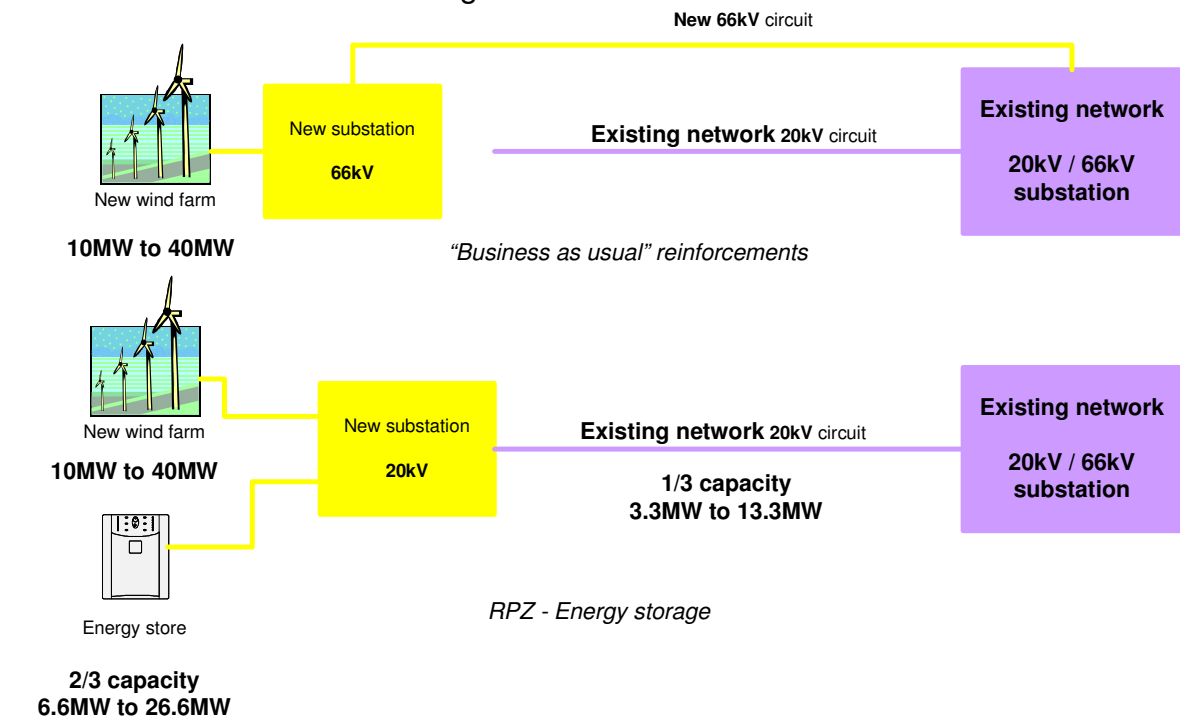 New 66kV circuit
New substation
66kV
Existing network 20kV circuit
Existing network
20kV / 66kV
substation
New wind farm
10MW to 40MW
“Business as usual” reinforcements
New wind farm
10MW to 40MW
New substation
20kV
Existing network 20kV circuit
1/3 capacity
3.3MW to 13.3MW
Existing network
20kV / 66kV
substation
Energy store
2/3 capacity
6.6MW to 26.6MW
RPZ - Energy storage